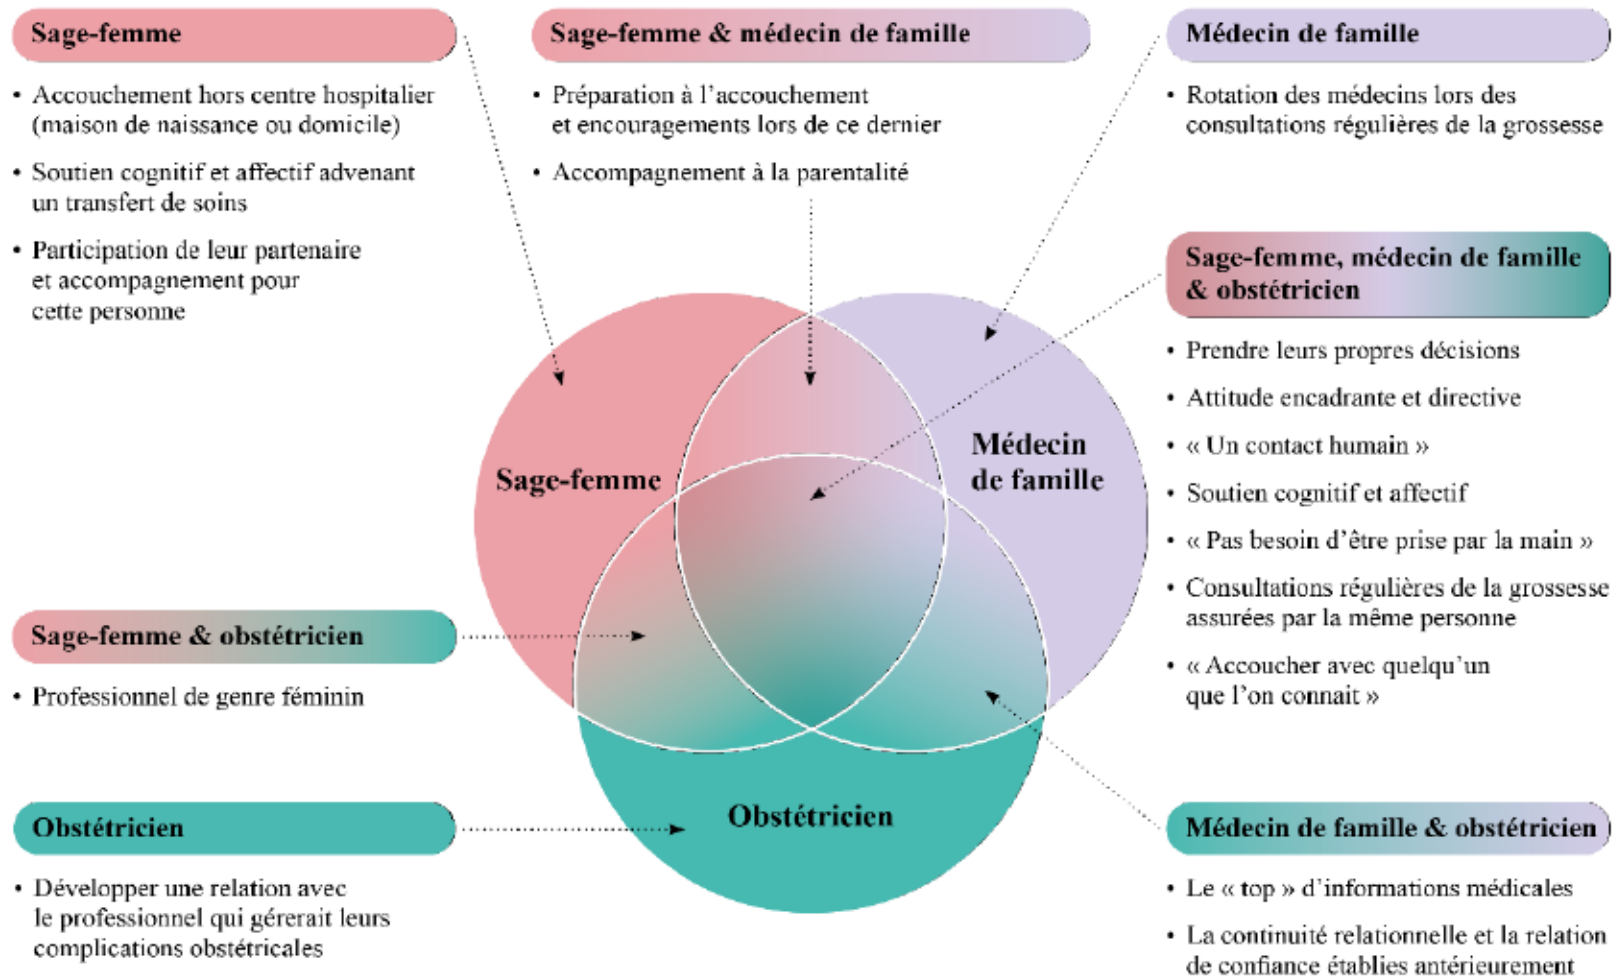 Sage-femme
• Accouchement hors centre hospitalier
(maison de naissance ou domicile)
• Soutien cognitif et affectif advenant
un transfert de soins
• Participation de leur partenaire
et accompagnement pour
cette personne
Sage-femme & médecin de famille
• Préparation à l'accouchement
et encouragements lors de ce dernier
• Accompagnement à la parentalité
Médecin de famille
• Rotation des médecins lors des
consultations régulières de la grossesse
Sage-femme, médecin de famille
& obstétricien
• Prendre leurs propres décisions
• Attitude encadrante et directive
• « Un contact humain »
• Soutien cognitif et affectif
• « Pas besoin d'être prise par la main »
• Consultations régulières de la grossesse
assurées par la même personne
• « Accoucher avec quelqu'un
que l'on connait »
Sage-femme
Médecin
de famille
Obstétricien
Sage-femme & obstétricien
• Professionnel de genre féminin
Obstétricien
• Développer une relation avec
le professionnel qui gérerait leurs
complications obstétricales
Médecin de famille & obstétricien
• Le « top » d'informations médicales
• La continuité relationnelle et la relation
de confiance établies antérieurement